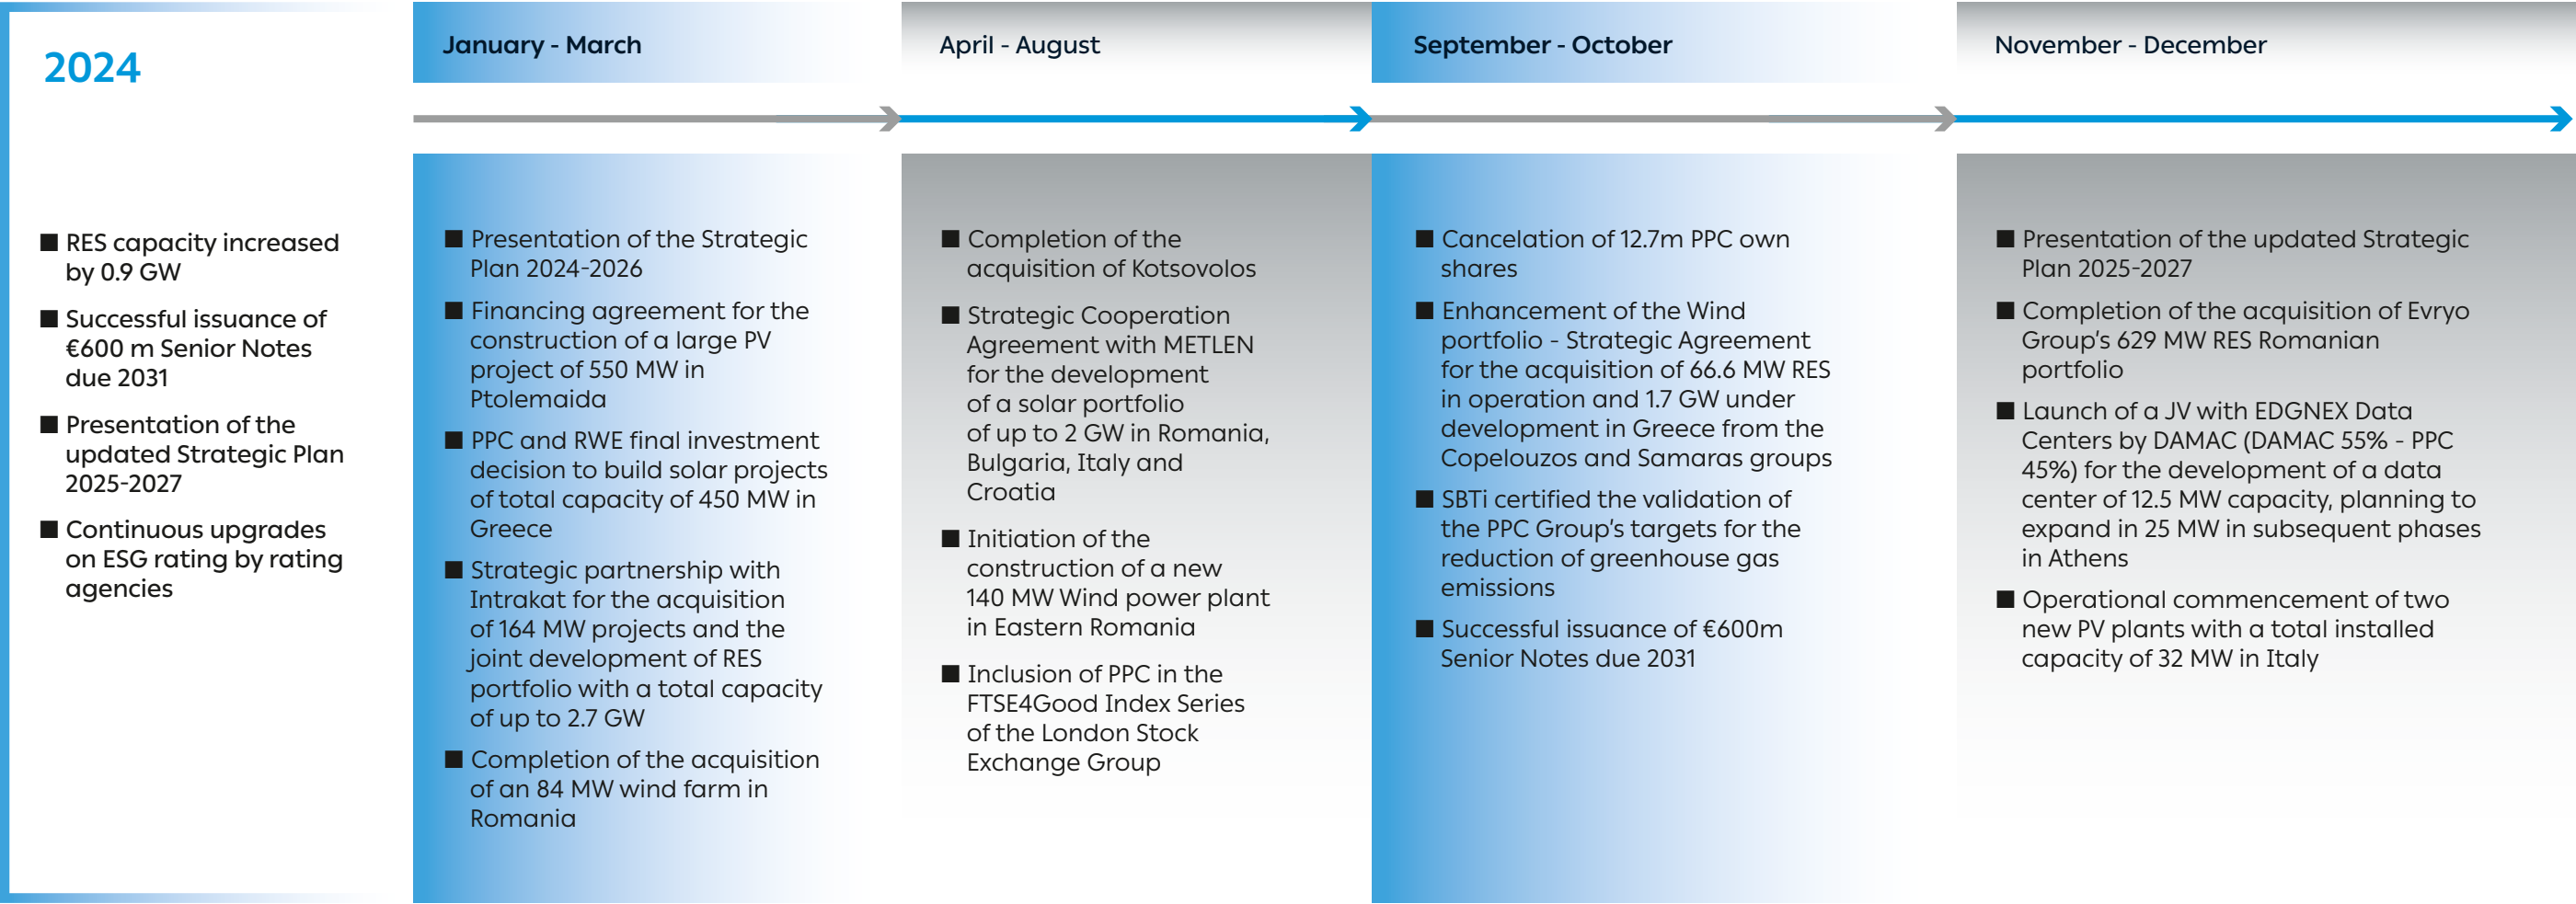 2024
■ RES capacity increased
by 0.9 GW
■ Successful issuance of
€600 m Senior Notes
due 2031
■ Presentation of the
updated Strategic Plan
2025-2027
■ Continuous upgrades
on ESG rating by rating
agencies
January - March
■ Presentation of the Strategic
Plan 2024-2026
■ Financing agreement for the
construction of a large PV
project of 550 MW in
Ptolemaida
■ PPC and RWE final investment
decision to build solar projects
of total capacity of 450 MW in
Greece
■ Strategic partnership with
Intrakat for the acquisition
of 164 MW projects and the
joint development of RES
portfolio with a total capacity
of up to 2.7 GW
■ Completion of the acquisition
of an 84 MW wind farm in
Romania
April - August
■ Completion of the
acquisition of Kotsovolos
■ Strategic Cooperation
Agreement with METLEN
for the development
of a solar portfolio
of up to 2 GW in Romania,
Bulgaria, Italy and
Croatia
■ Initiation of the
construction of a new
140 MW Wind power plant
in Eastern Romania
■ Inclusion of PPC in the
FTSE4Good Index Series
of the London Stock
Exchange Group
September - October
■ Cancelation of 12.7m PPC own
shares
■ Enhancement of the Wind
portfolio - Strategic Agreement
for the acquisition of 66.6 MW RES
in operation and 1.7 GW under
development in Greece from the
Copelouzos and Samaras groups
■ SBTi certified the validation of
the PPC Group's targets for the
reduction of greenhouse gas
emissions
■ Successful issuance of €600m
Senior Notes due 2031
November - December
■ Presentation of the updated Strategic
Plan 2025-2027
■ Completion of the acquisition of Evryo
Group's 629 MW RES Romanian
portfolio
■ Launch of a JV with EDGNEX Data
Centers by DAMAC (DAMAC 55% - PPC
45%) for the development of a data
center of 12.5 MW capacity, planning to
expand in 25 MW in subsequent phases
in Athens
■ Operational commencement of two
new PV plants with a total installed
capacity of 32 MW in Italy